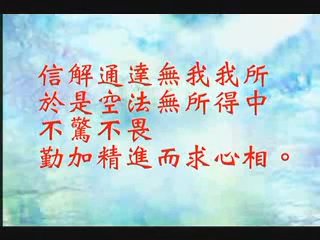 信解通達無我我所
於是空法無所得中
不驚不畏
勤加精進而求心相。